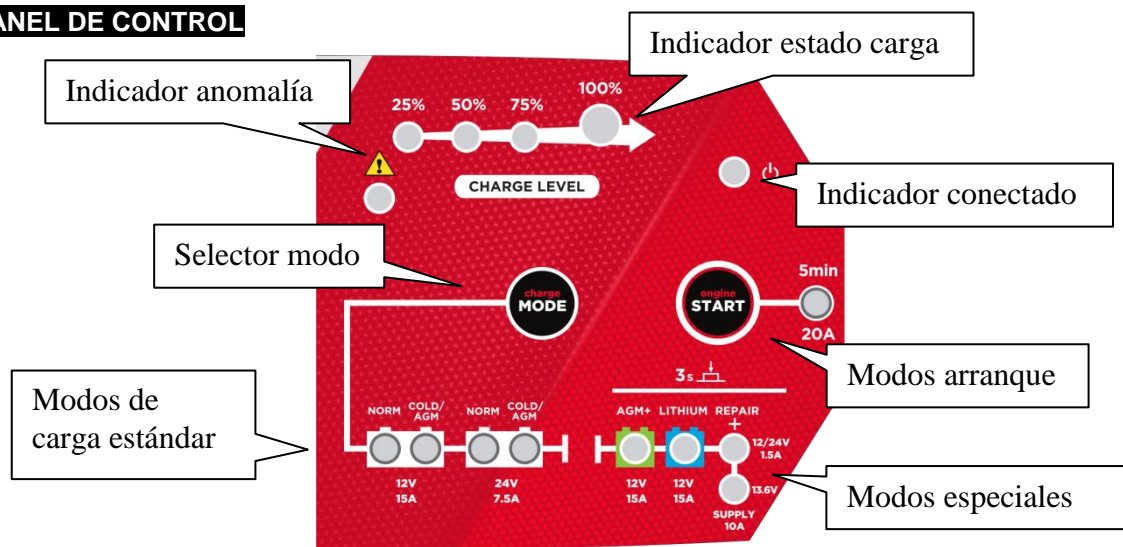 ANEL DE CONTROL
Indicador estado carga
Indicador anomalía
25% 50% 75% 100%
CHARGE LEVEL
Indicador conectado
Selector modo
charge
MODE
engine
START
5min
20A
3s
Modos arranque
Modos de
carga estándar
NORM COLD/
AGM
NORM COLD/
AGM
12V
15A
24V
7.5A
AGM+ LITHIUM REPAIR
+
12/24V
1.5A
12V
15A
12V
15A
13.6V
SUPPLY
10A
Modos especiales